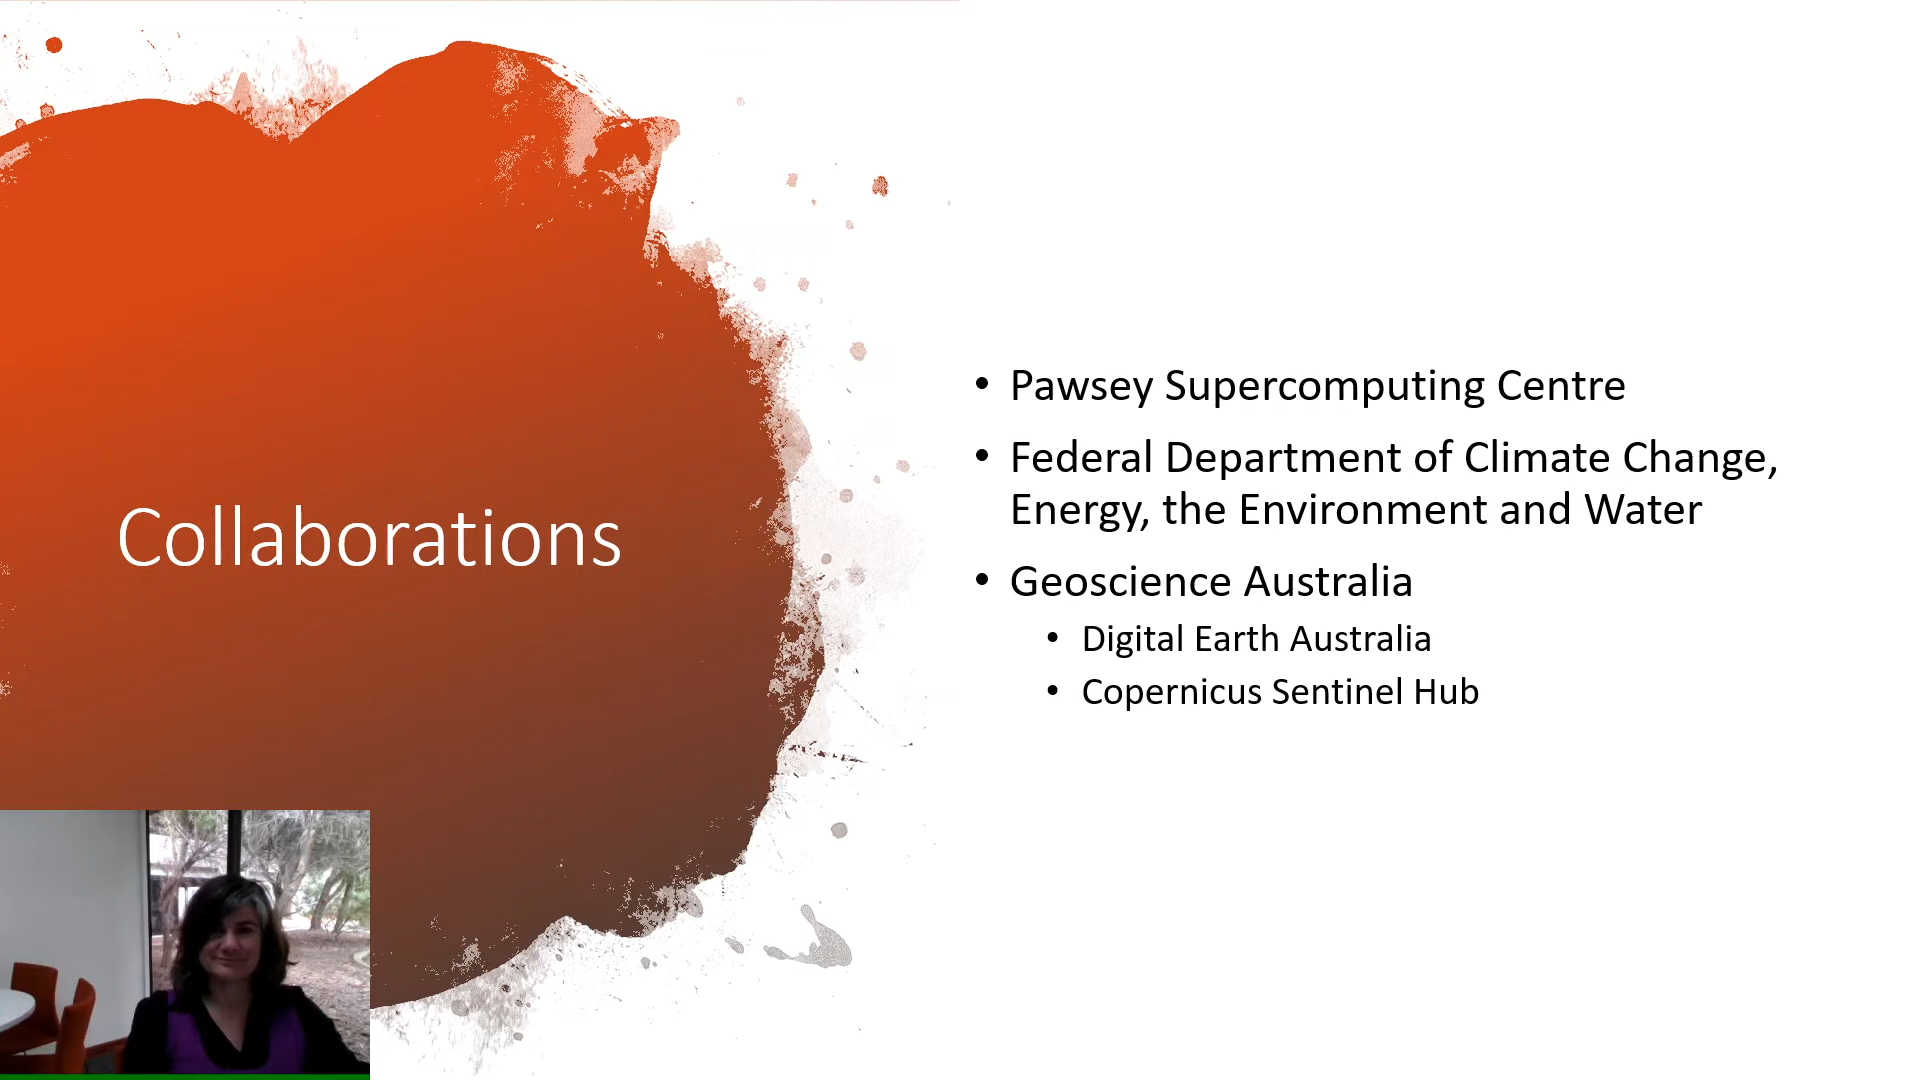 Collaborations
• Pawsey Supercomputing Centre
• Federal Department of Climate Change,
Energy, the Environment and Water
• Geoscience Australia
• Digital Earth Australia
• Copernicus Sentinel Hub